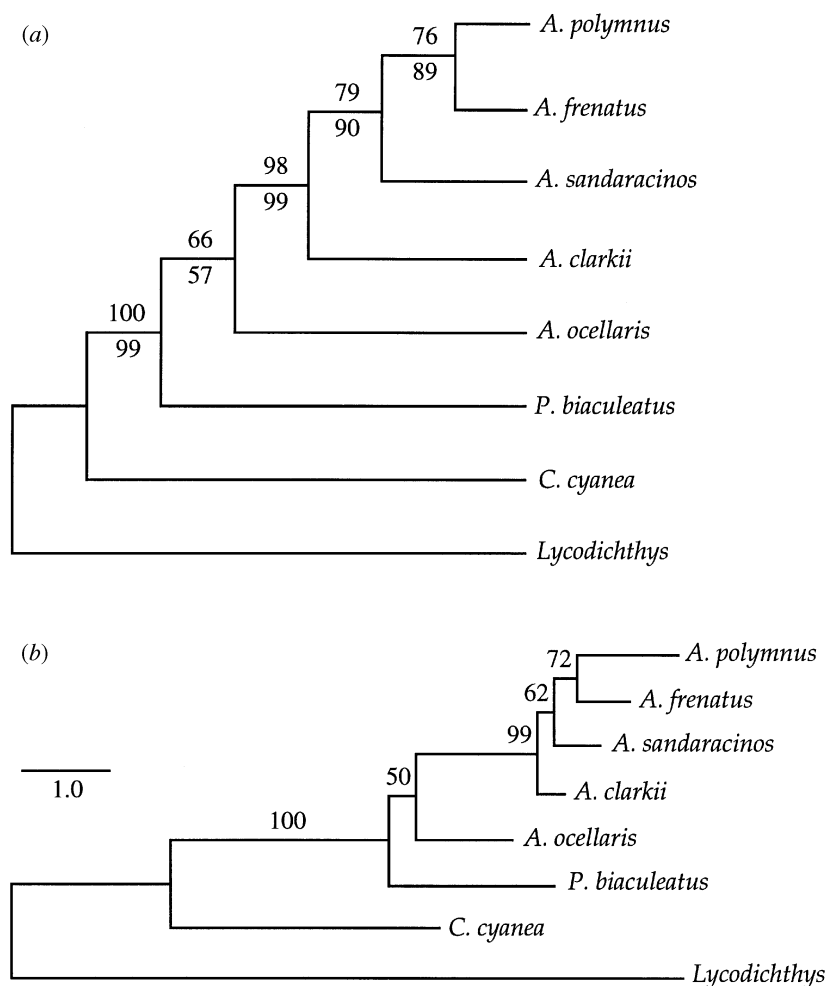 (a)
76
89
A. polymnus
A. frenatus
79
90
A. sandaracinos
98
99
A. clarkii
66
57
A. ocellaris
100
99
P. biaculeatus
C. cyanea
Lycodichthys
(b)
72
A. polymnus
62
A. frenatus
99
A. sandaracinos
1.0
50
A. clarkii
100
A. ocellaris
P. biaculeatus
C. cyanea
Lycodichthys